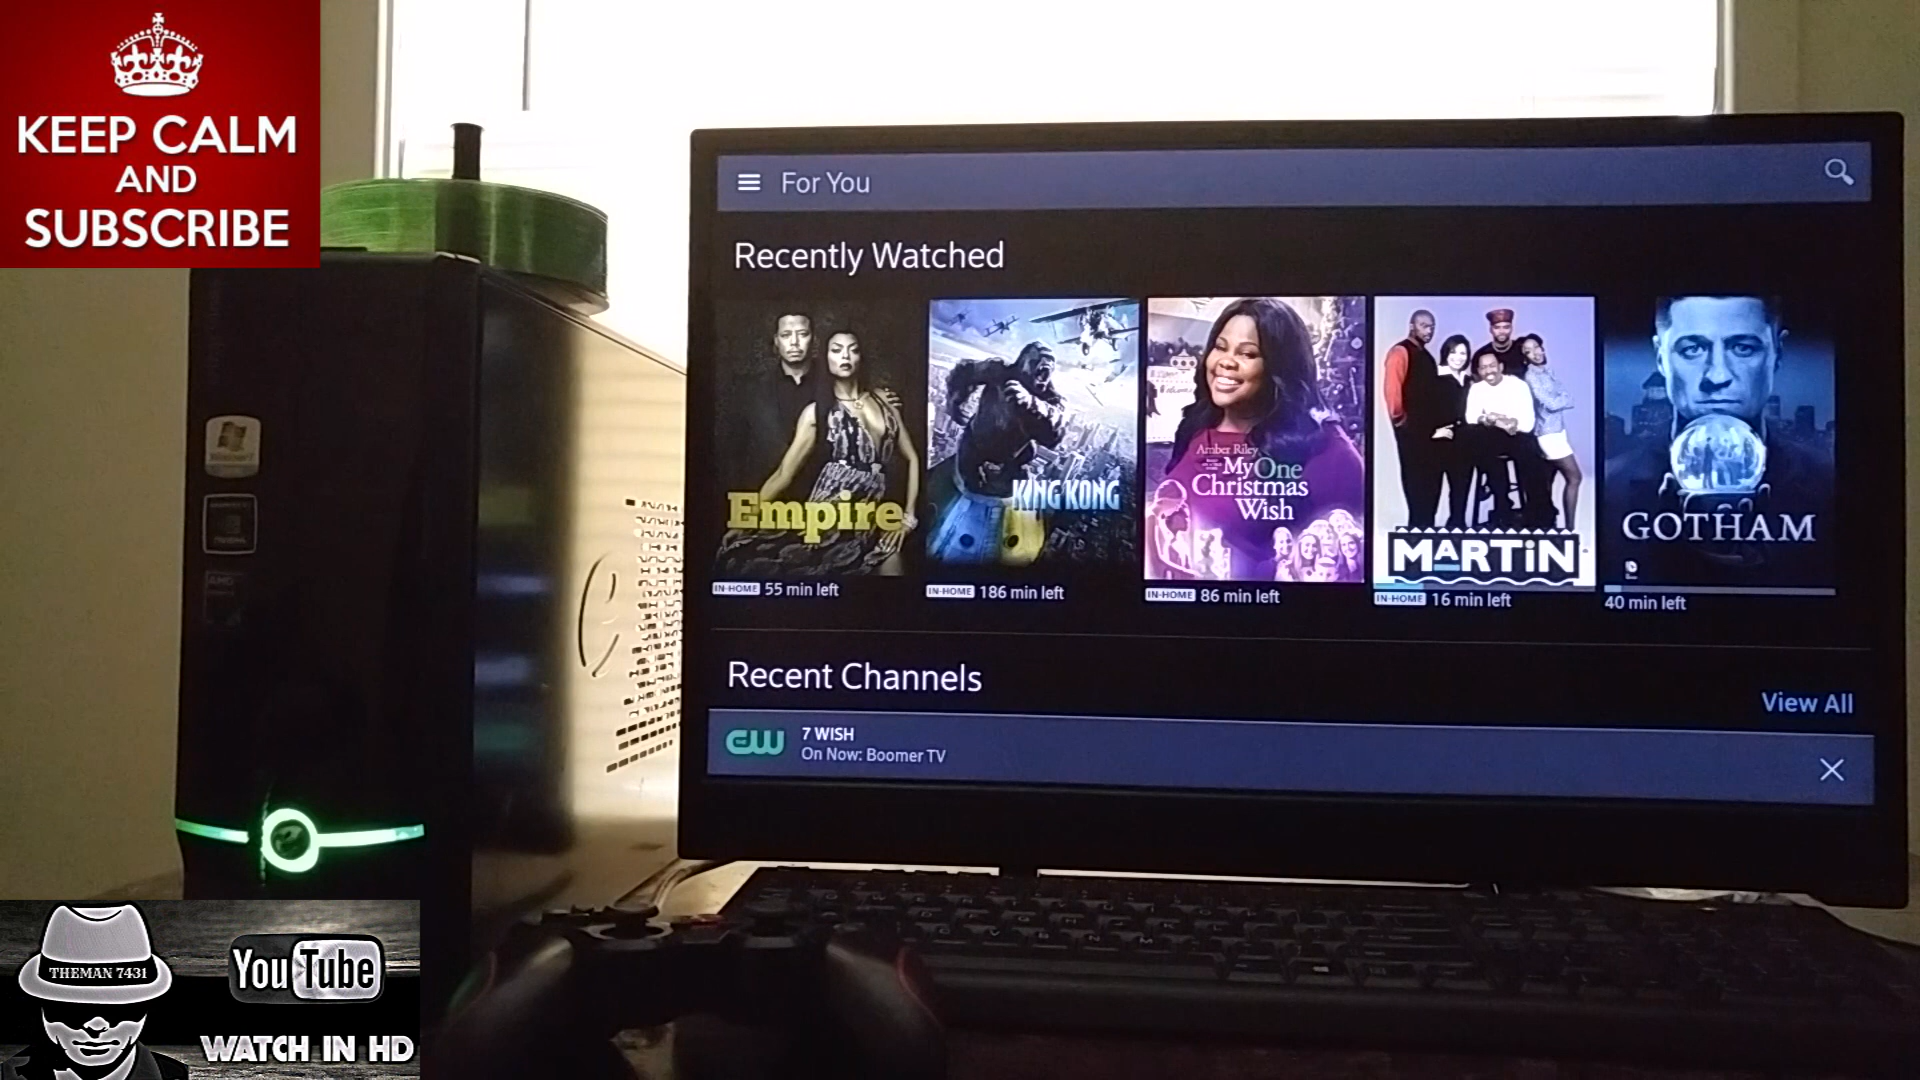 KEEP CALM
AND
SUBSCRIBE
For You
Recently Watched
Empire
KING KONG
Amber Riley
My One
Christmas
Wish
MARTIN
GOTHAM
IN-HOME 55 min left
IN-HOME 186 min left
IN-HOME 86 min left
IN-HOME 16 min left
40 min left
Recent Channels
View All
CW
7 WISH
On Now: Boomer TV
THEMAN 7431
YouTube
WATCH IN HD